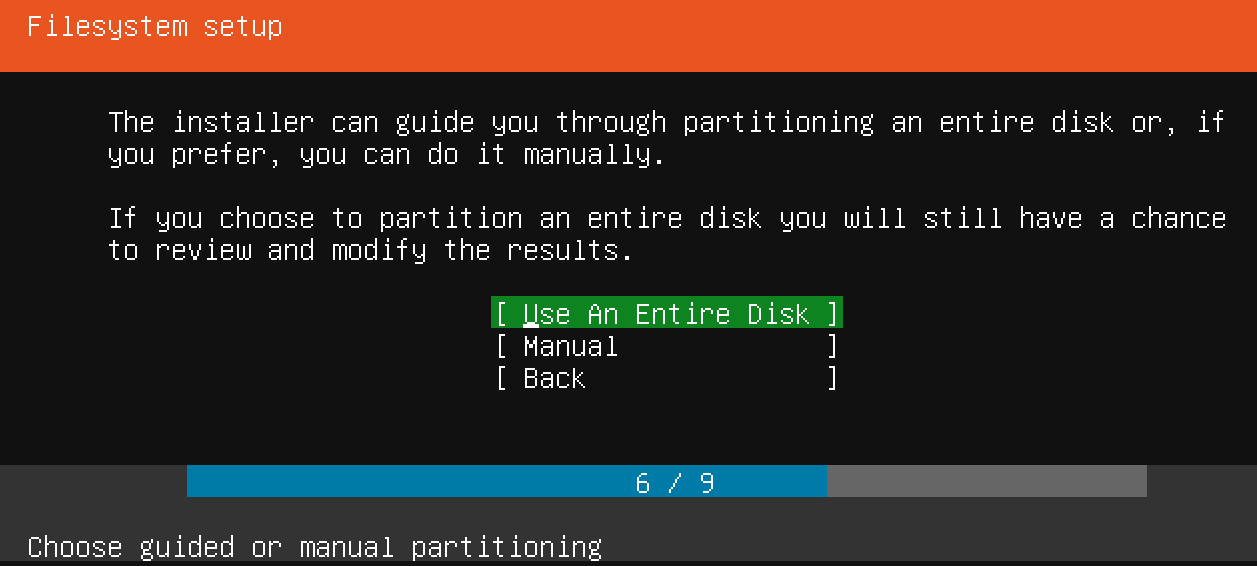 Filesystem setup
The installer can guide you through partitioning an entire disk or, if
you prefer, you can do it manually.
If you choose to partition an entire disk you will still have a chance
to review and modify the results.
[ Use An Entire Disk ]
[ Manual             ]
[ Back               ]
6 / 9
Choose guided or manual partitioning